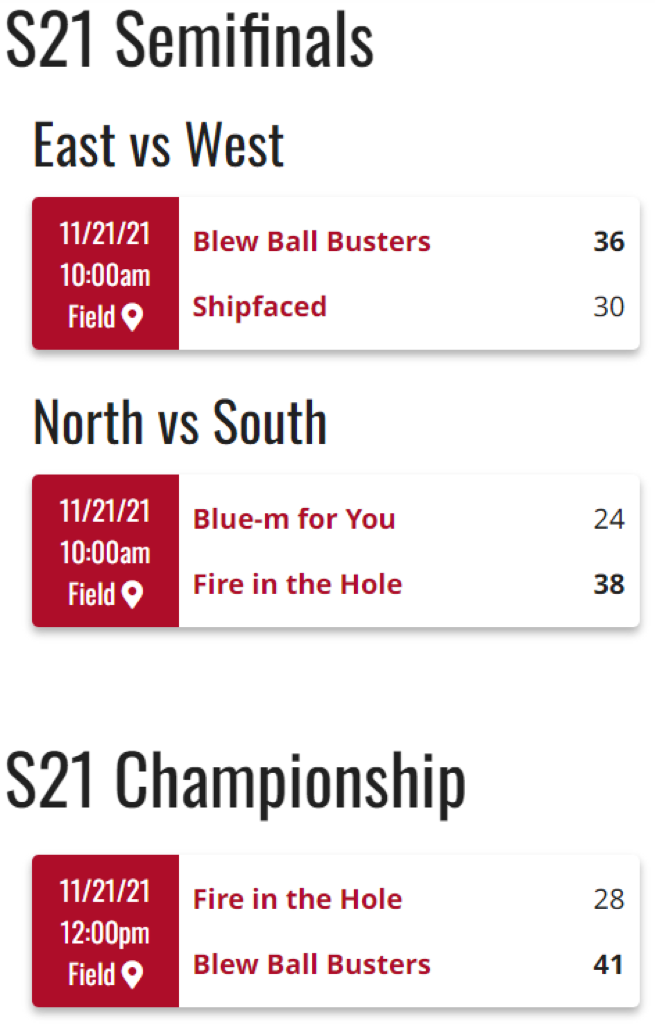 S21 Semifinals
East vs West
11/21/21
10:00am
Field
Blew Ball Busters 36
Shipfaced 30
North vs South
11/21/21
10:00am
Field
Blue-m for You 24
Fire in the Hole 38
S21 Championship
11/21/21
12:00pm
Field
Fire in the Hole 28
Blew Ball Busters 41